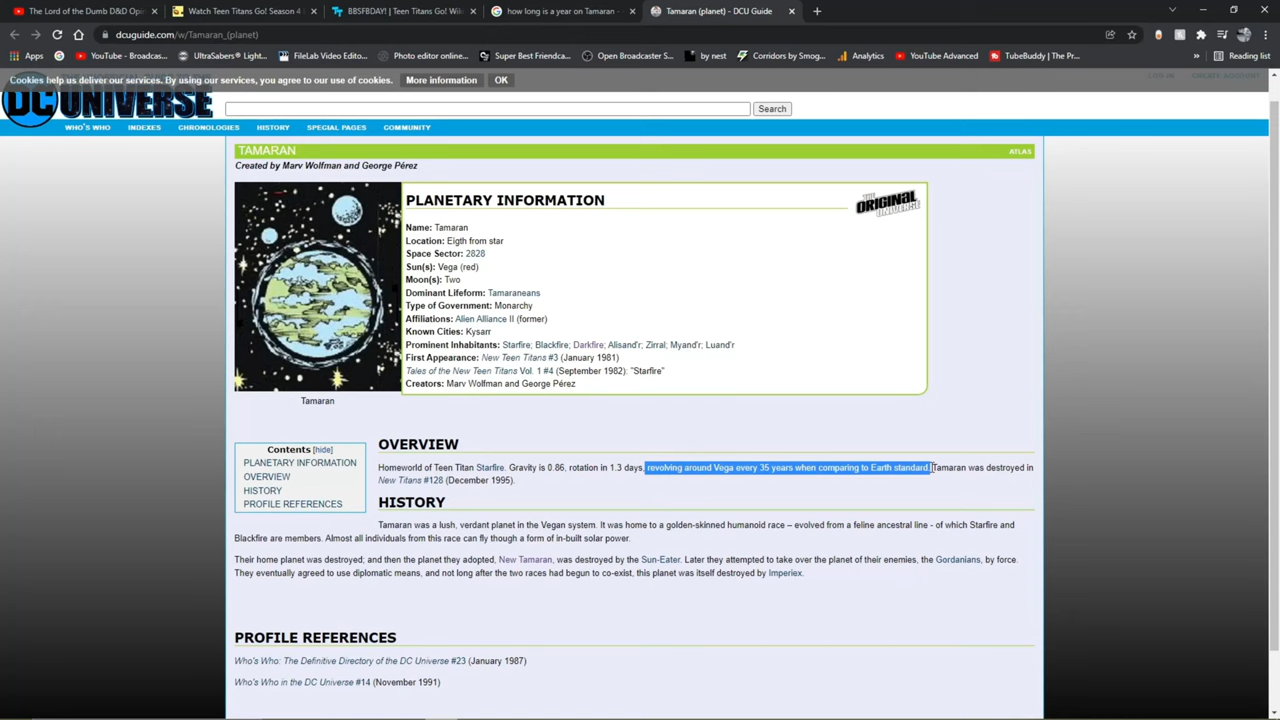 The Lord of the Dumb D&D Op
Watch Teen Titans Go! Season 4
BBSFBDAY! | Teen Titans Go! Wik
how long is a year on Tamaran -
Tamaran (planet) - DCU Guide
dcuguide.com/w/Tamaran_(planet)
Apps
YouTube - Broadcas...
UltraSabers® Light...
FileLab Video Edito...
Photo editor online...
Super Best Friendca...
Open Broadcaster S...
by nest
Corridors by Smog...
Analytics
YouTube Advanced
TubeBuddy | The Pr...
»
Reading list
Cookies help us deliver our services. By using our services, you agree to our use of cookies.
More information
OK
LOG IN
CREATE ACCOUNT
DC UNIVERSE
Search
WHO'S WHO
INDEXES
CHRONOLOGIES
HISTORY
SPECIAL PAGES
COMMUNITY
TAMARAN
ATLAS
Created by Marv Wolfman and George Pérez
PLANETARY INFORMATION
THE ORIGINAL UNIVERSE
Name: Tamaran
Location: Eigth from star
Space Sector: 2828
Sun(s): Vega (red)
Moon(s): Two
Dominant Lifeform: Tamaraneans
Type of Government: Monarchy
Affiliations: Alien Alliance II (former)
Known Cities: Kysarr
Prominent Inhabitants: Starfire; Blackfire; Darkfire; Alisand'r; Zirral; Myand'r; Luand'r
First Appearance: New Teen Titans #3 (January 1981)
Tales of the New Teen Titans Vol. 1 #4 (September 1982): "Starfire"
Creators: Marv Wolfman and George Pérez
Tamaran
Contents [hide]
PLANETARY INFORMATION
OVERVIEW
HISTORY
PROFILE REFERENCES
OVERVIEW
Homeworld of Teen Titan Starfire. Gravity is 0.86, rotation in 1.3 days, revolving around Vega every 35 years when comparing to Earth standard. Tamaran was destroyed in
New Titans #128 (December 1995).
HISTORY
Tamaran was a lush, verdant planet in the Vegan system. It was home to a golden-skinned humanoid race – evolved from a feline ancestral line - of which Starfire and
Blackfire are members. Almost all individuals from this race can fly though a form of in-built solar power.
Their home planet was destroyed; and then the planet they adopted, New Tamaran, was destroyed by the Sun-Eater. Later they attempted to take over the planet of their enemies, the Gordanians, by force.
They eventually agreed to use diplomatic means, and not long after the two races had begun to co-exist, this planet was itself destroyed by Imperiex.
PROFILE REFERENCES
Who's Who: The Definitive Directory of the DC Universe #23 (January 1987)
Who's Who in the DC Universe #14 (November 1991)